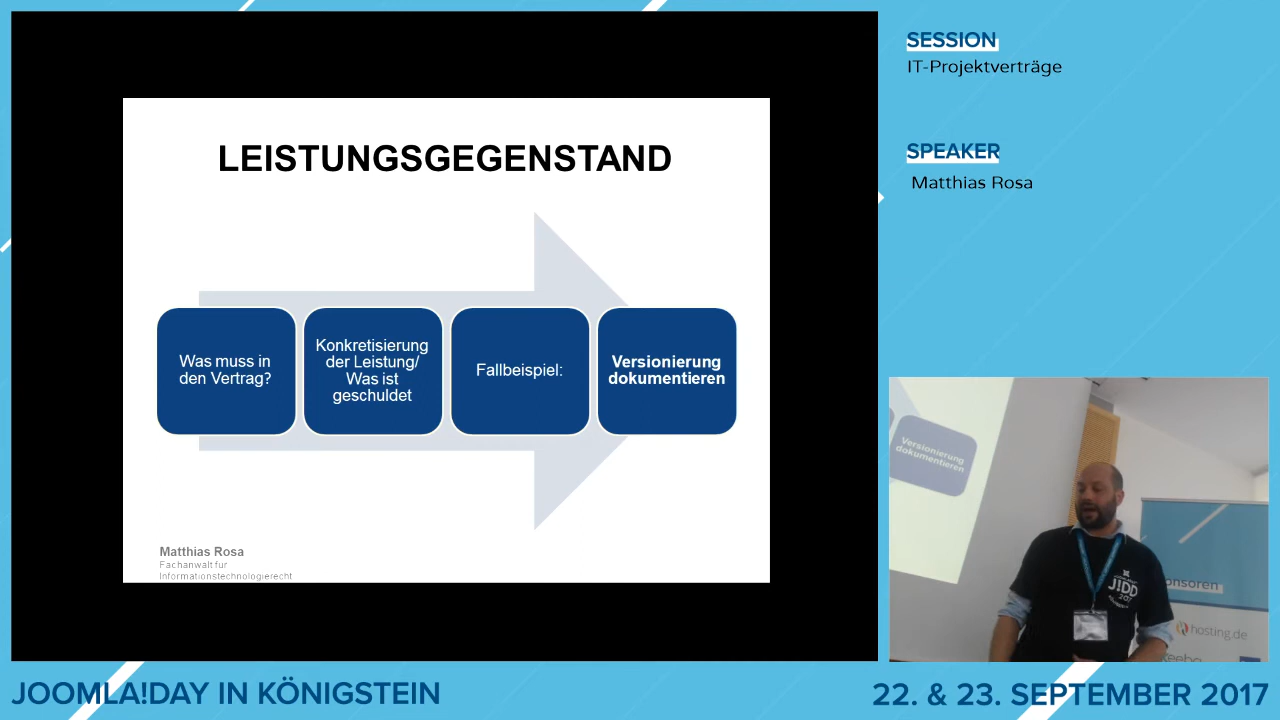 SESSION
IT-Projektverträge
SPEAKER
Matthias Rosa
LEISTUNGSGEGENSTAND
Was muss in
den Vertrag?
Konkretisierung
der Leistung/
Was ist
geschuldet
Fallbeispiel:
Versionierung
dokumentieren
Matthias Rosa
Fachanwalt für
Informationstechnologierecht
Versionierung
dokumentieren
J!DD
onsoren
hosting.de
JOOMLA!DAY IN KÖNIGSTEIN
22. & 23. SEPTEMBER 2017